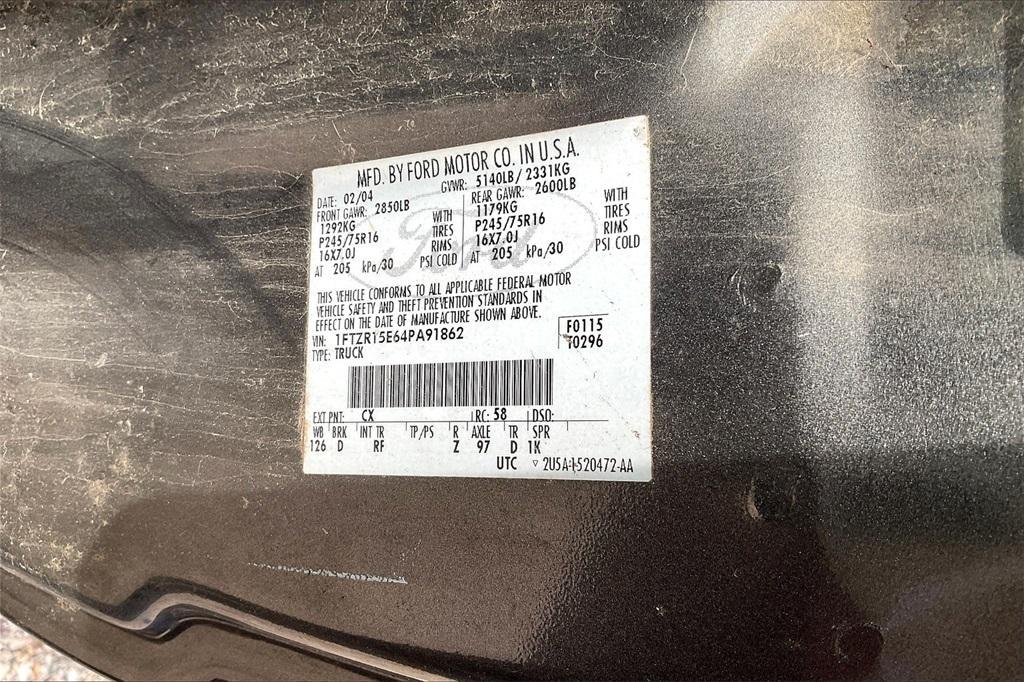 MFD. BY FORD MOTOR CO. IN U.S.A.
DATE: 02/04 GVWR: 5140LB/ 2331KG
FRONT GAWR: 2850LB REAR GAWR: 2600LB
1292KG WITH 1179KG WITH
P245/75R16 TIRES P245/75R16 TIRES
16X7.0J RIMS 16X7.0J RIMS
AT 205 kPa/30 PSI COLD AT 205 kPa/30 PSI COLD
Ford
THIS VEHICLE CONFORMS TO ALL APPLICABLE FEDERAL MOTOR
VEHICLE SAFETY AND THEFT PREVENTION STANDARDS IN
EFFECT ON THE DATE OF MANUFACTURE SHOWN ABOVE.
VIN: 1FTZR15E64PA91862 F0115
TYPE: TRUCK T0296
EXT PNT: CX RC: 58 DSO:
WB BRK INT TR TP/PS R AXLE TR SPR
126 D RF Z 97 D 1K
UTC ▽ 2U5A-1520472-AA